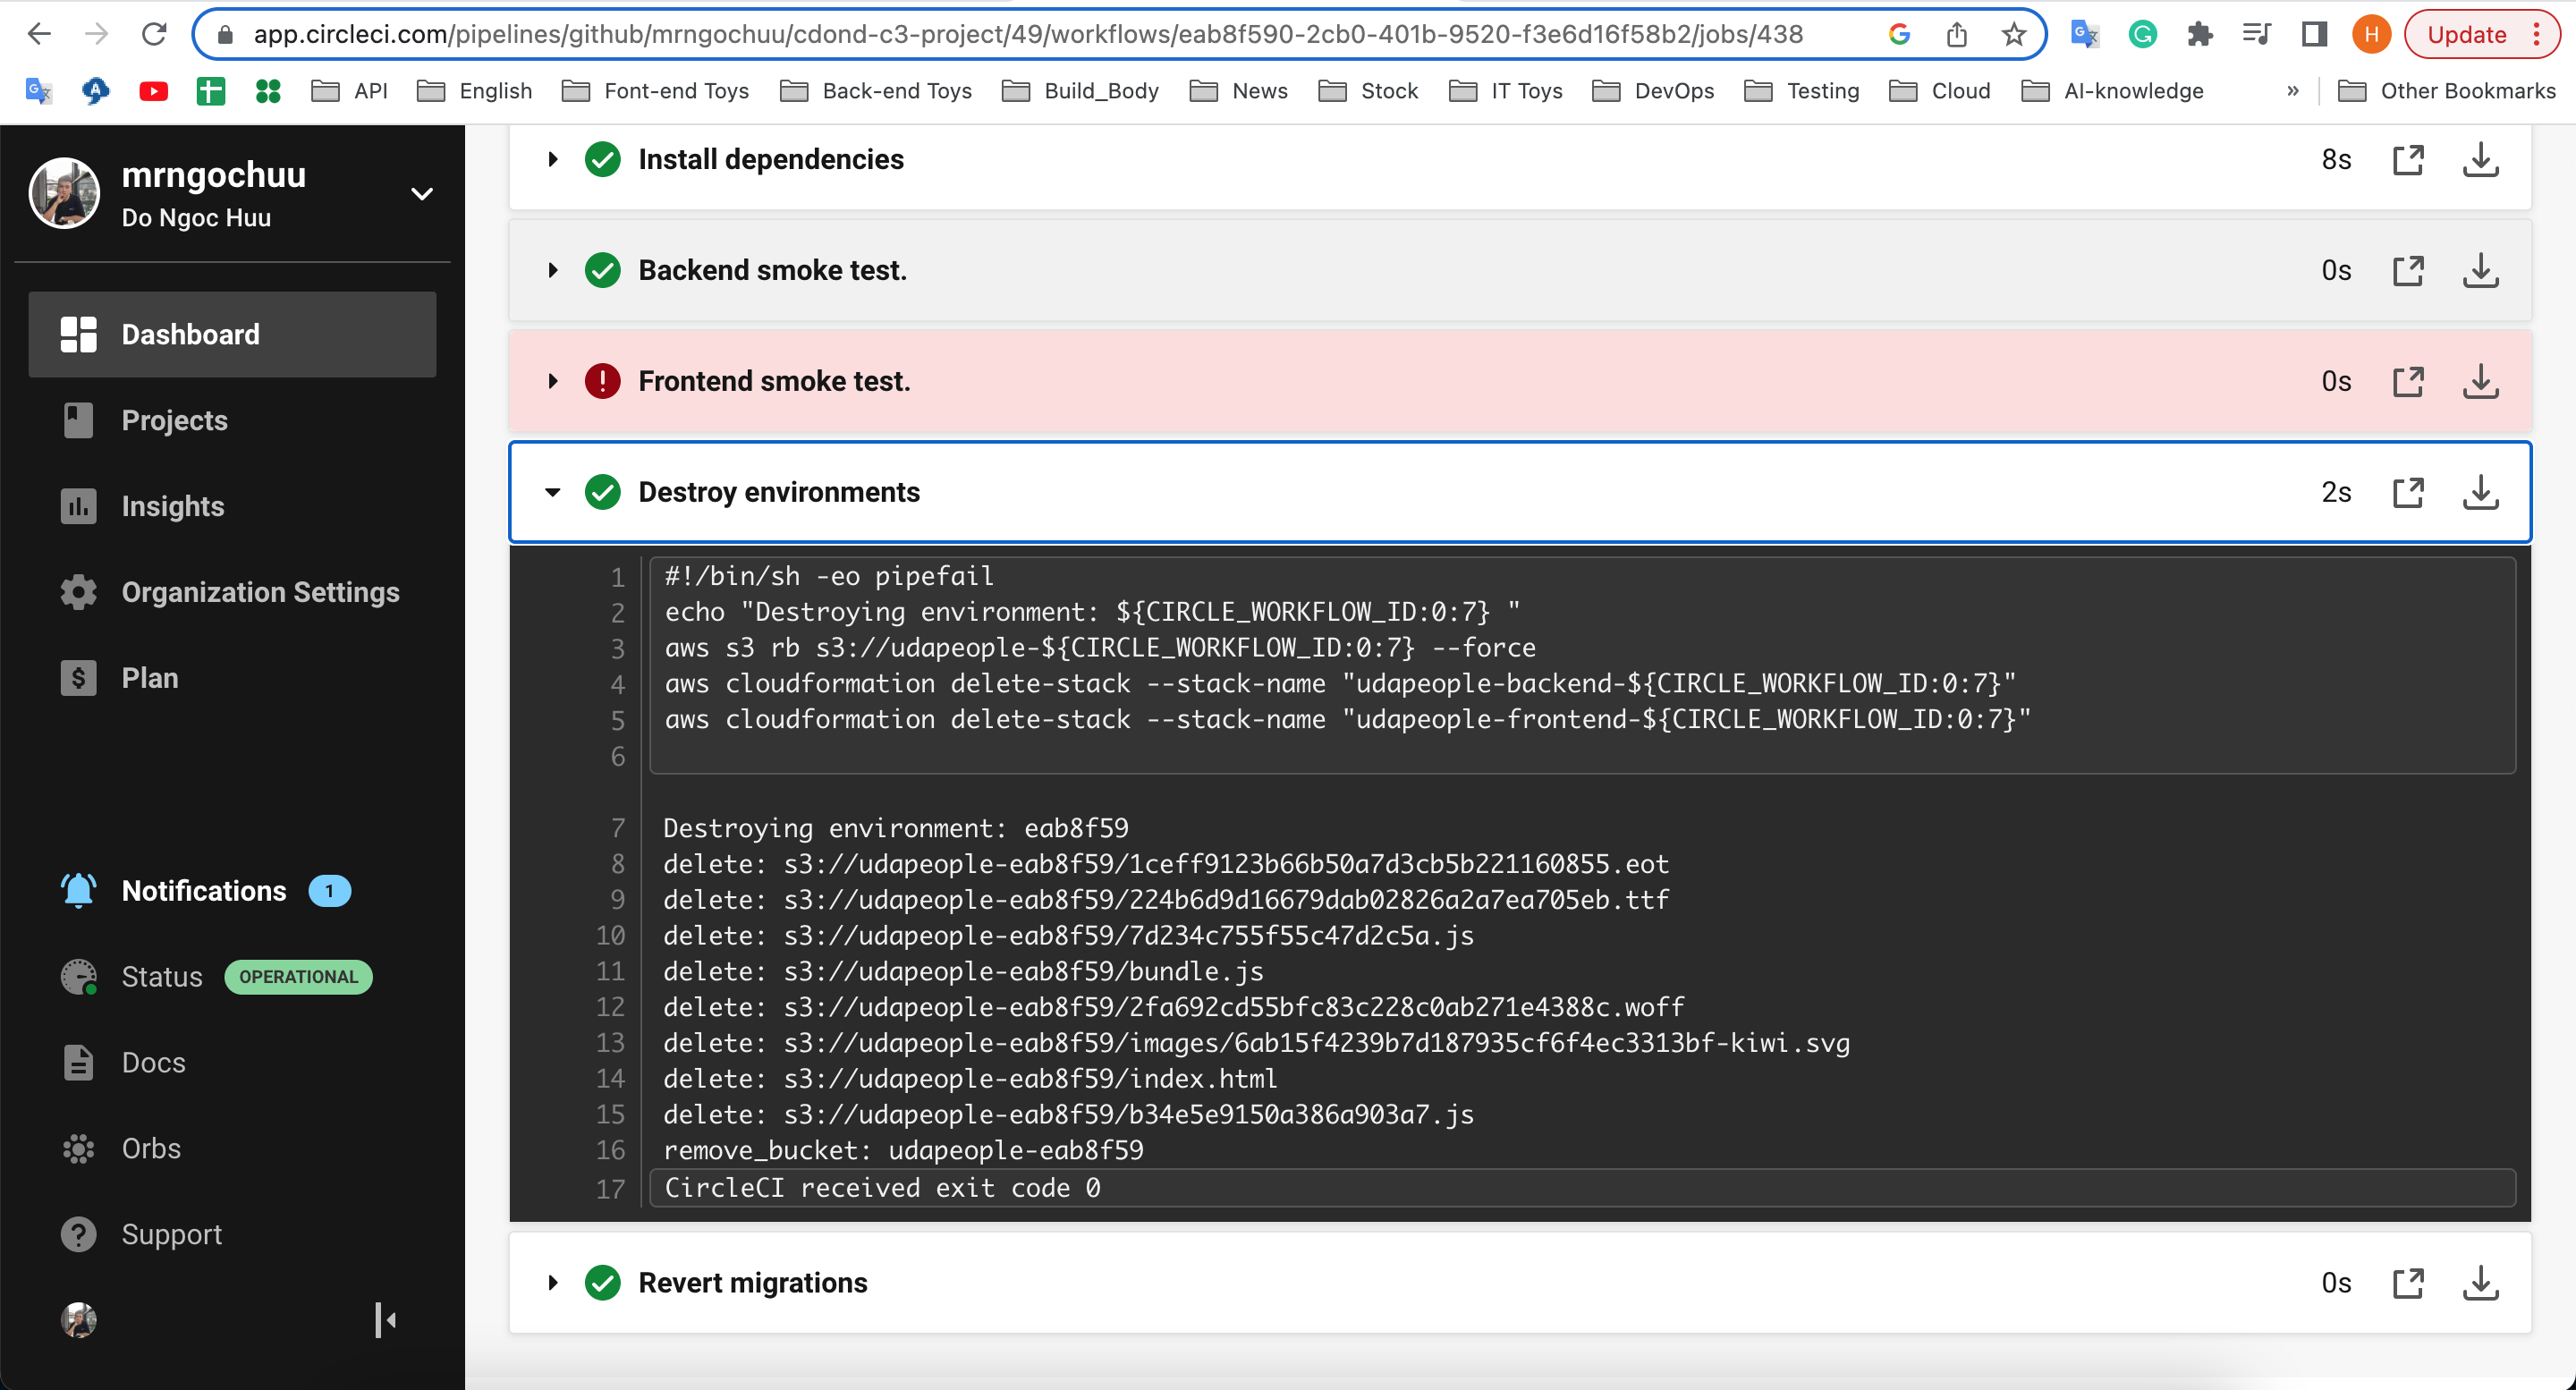 app.circleci.com/pipelines/github/mrngochuu/cdond-c3-project/49/workflows/eab8f590-2cb0-401b-9520-f3e6d16f58b2/jobs/438
H
Update
API
English
Font-end Toys
Back-end Toys
Build_Body
News
Stock
IT Toys
DevOps
Testing
Cloud
AI-knowledge
»
Other Bookmarks
mrngochuu
Do Ngoc Huu
Dashboard
Projects
Insights
Organization Settings
Plan
Notifications 1
Status OPERATIONAL
Docs
Orbs
Support
Install dependencies 8s
Backend smoke test. 0s
Frontend smoke test. 0s
Destroy environments 2s
1 #!/bin/sh -eo pipefail
2 echo "Destroying environment: ${CIRCLE_WORKFLOW_ID:0:7} "
3 aws s3 rb s3://udapeople-${CIRCLE_WORKFLOW_ID:0:7} --force
4 aws cloudformation delete-stack --stack-name "udapeople-backend-${CIRCLE_WORKFLOW_ID:0:7}"
5 aws cloudformation delete-stack --stack-name "udapeople-frontend-${CIRCLE_WORKFLOW_ID:0:7}"
6
7 Destroying environment: eab8f59
8 delete: s3://udapeople-eab8f59/1ceff9123b66b50a7d3cb5b221160855.eot
9 delete: s3://udapeople-eab8f59/224b6d9d16679dab02826a2a7ea705eb.ttf
10 delete: s3://udapeople-eab8f59/7d234c755f55c47d2c5a.js
11 delete: s3://udapeople-eab8f59/bundle.js
12 delete: s3://udapeople-eab8f59/2fa692cd55bfc83c228c0ab271e4388c.woff
13 delete: s3://udapeople-eab8f59/images/6ab15f4239b7d187935cf6f4ec3313bf-kiwi.svg
14 delete: s3://udapeople-eab8f59/index.html
15 delete: s3://udapeople-eab8f59/b34e5e9150a386a903a7.js
16 remove_bucket: udapeople-eab8f59
17 CircleCI received exit code 0
Revert migrations 0s